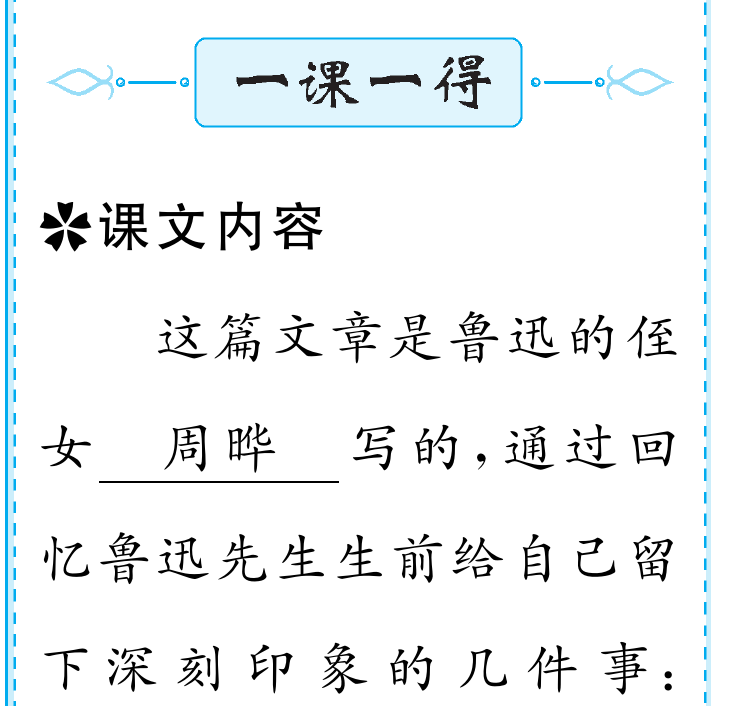 一课一得
课文内容
这篇文章是鲁迅的侄
女 周晔 写的,通过回
忆鲁迅先生生前给自己留
下深刻印象的几件事: